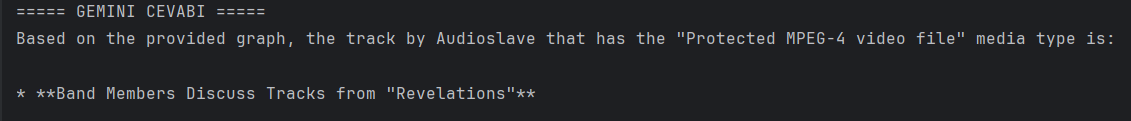 ===== GEMINI CEVABI =====
Based on the provided graph, the track by Audioslave that has the "Protected MPEG-4 video file" media type is:
* **Band Members Discuss Tracks from "Revelations"**